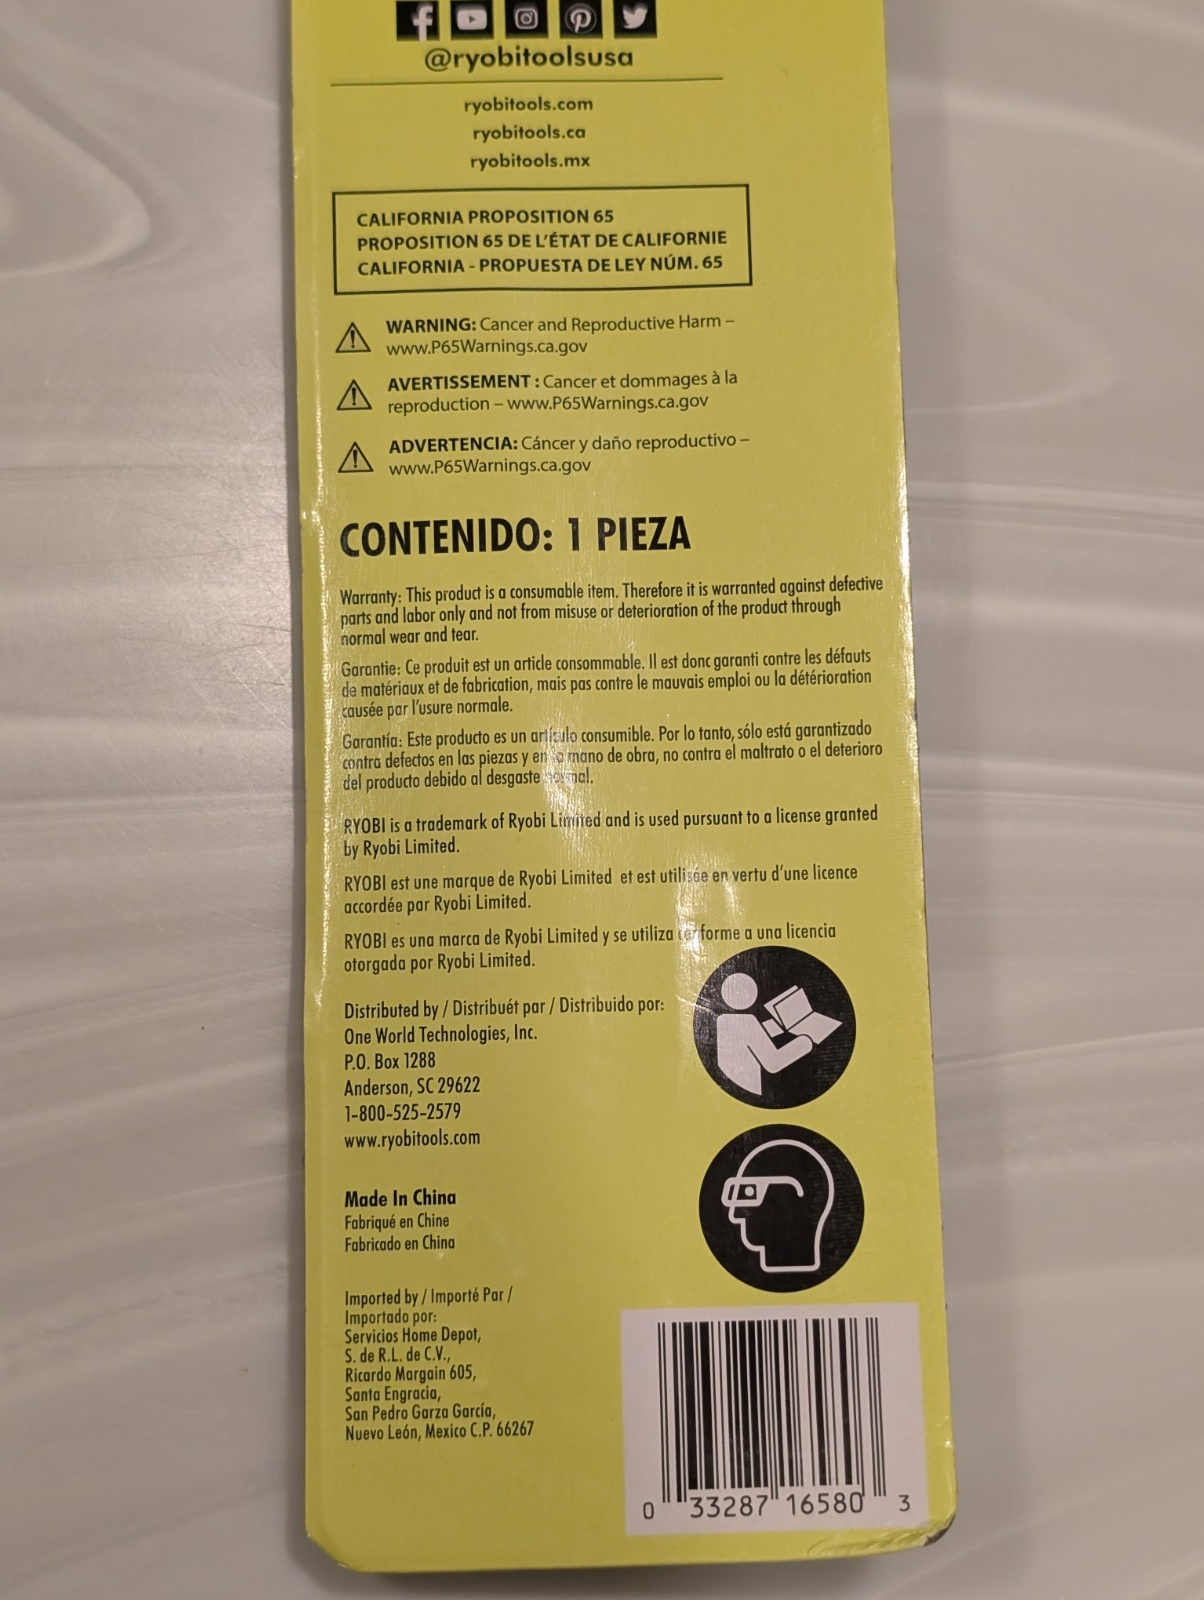 @ryobitoolsusa
ryobitools.com
ryobitools.ca
ryobitools.mx
CALIFORNIA PROPOSITION 65
PROPOSITION 65 DE L'ÉTAT DE CALIFORNIE
CALIFORNIA - PROPUESTA DE LEY NÚM. 65
WARNING: Cancer and Reproductive Harm –
www.P65Warnings.ca.gov
AVERTISSEMENT : Cancer et dommages à la
reproduction – www.P65Warnings.ca.gov
ADVERTENCIA: Cáncer y daño reproductivo –
www.P65Warnings.ca.gov
CONTENIDO: 1 PIEZA
Warranty: This product is a consumable item. Therefore it is warranted against defective
parts and labor only and not from misuse or deterioration of the product through
normal wear and tear.
Garantie: Ce produit est un article consommable. Il est donc garanti contre les défauts
de matériaux et de fabrication, mais pas contre le mauvais emploi ou la détérioration
causée par l'usure normale.
Garantía: Este producto es un artículo consumible. Por lo tanto, sólo está garantizado
contra defectos en las piezas y en la mano de obra, no contra el maltrato o el deterioro
del producto debido al desgaste normal.
RYOBI is a trademark of Ryobi Limited and is used pursuant to a license granted
by Ryobi Limited.
RYOBI est une marque de Ryobi Limited et est utilisée en vertu d'une licence
accordée par Ryobi Limited.
RYOBI es una marca de Ryobi Limited y se utiliza conforme a una licencia
otorgada por Ryobi Limited.
Distributed by / Distribuét par / Distribuido por:
One World Technologies, Inc.
P.O. Box 1288
Anderson, SC 29622
1-800-525-2579
www.ryobitools.com
Made In China
Fabriqué en Chine
Fabricado en China
Imported by / Importé Par /
Importado por:
Servicios Home Depot,
S. de R.L. de C.V.,
Ricardo Margain 605,
Santa Engracia,
San Pedro Garza García,
Nuevo León, Mexico C.P. 66267
0 33287 16580 3